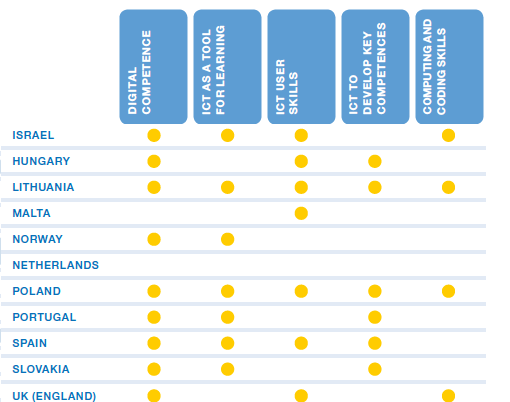 DIGITAL
COMPETENCE
ICT AS A TOOL
FOR LEARNING
ICT USER
SKILLS
ICT TO
DEVELOP KEY
COMPETENCES
COMPUTING AND
CODING SKILLS
ISRAEL
HUNGARY
LITHUANIA
MALTA
NORWAY
NETHERLANDS
POLAND
PORTUGAL
SPAIN
SLOVAKIA
UK (ENGLAND)